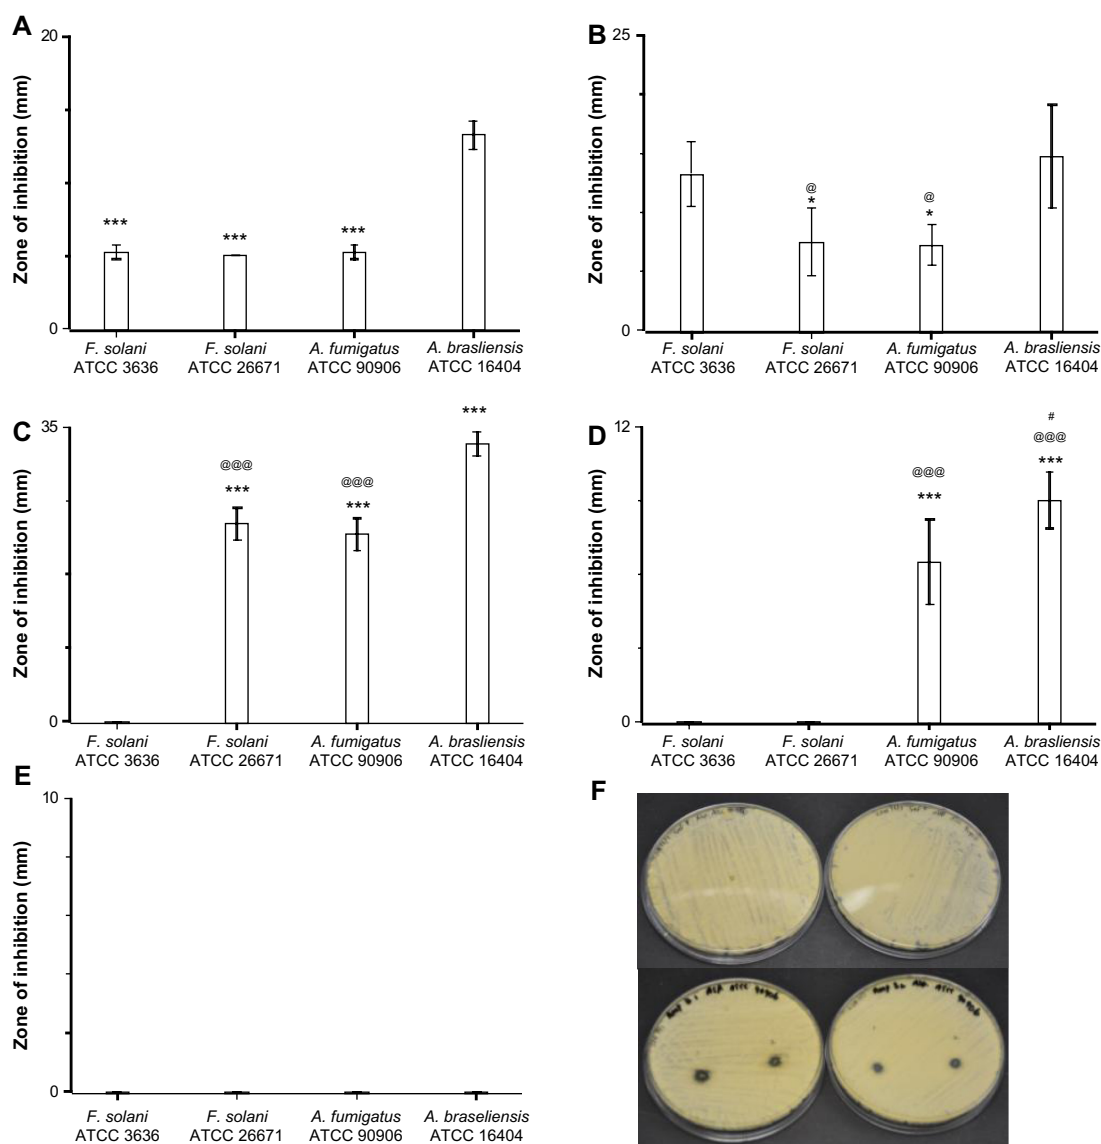 A
20
Zone of inhibition (mm)
0
***
***
***
F. solani
ATCC 3636
F. solani
ATCC 26671
A. fumigatus
ATCC 90906
A. brasliensis
ATCC 16404
B
25
Zone of inhibition (mm)
0
@
*
@
*
F. solani
ATCC 3636
F. solani
ATCC 26671
A. fumigatus
ATCC 90906
A. brasliensis
ATCC 16404
C
35
Zone of inhibition (mm)
0
@@@
***
@@@
***
***
F. solani
ATCC 3636
F. solani
ATCC 26671
A. fumigatus
ATCC 90906
A. brasliensis
ATCC 16404
D
12
Zone of inhibition (mm)
0
@@@
***
#
@@@
***
F. solani
ATCC 3636
F. solani
ATCC 26671
A. fumigatus
ATCC 90906
A. brasliensis
ATCC 16404
E
10
Zone of inhibition (mm)
0
F. solani
ATCC 3636
F. solani
ATCC 26671
A. fumigatus
ATCC 90906
A. braseliensis
ATCC 16404
F